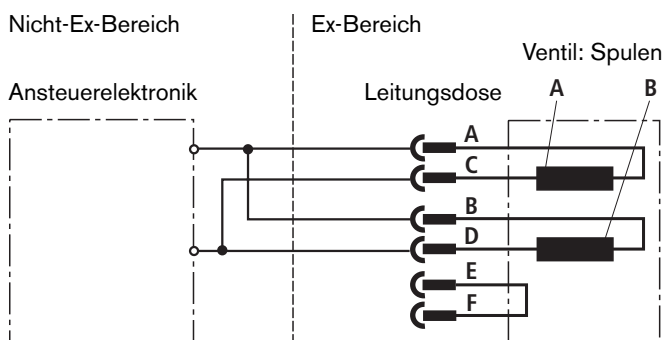 Nicht-Ex-Bereich
Ex-Bereich
Ventil: Spulen
Ansteuerelektronik
Leitungsdose
A
B
A
C
B
D
E
F